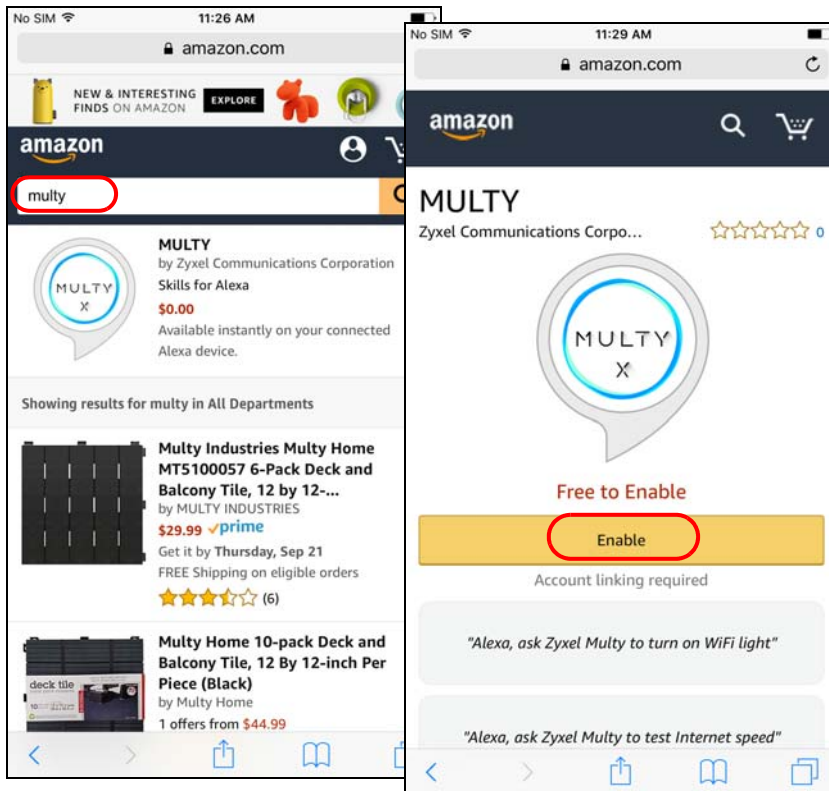 No SIM 11:26 AM
amazon.com
NEW & INTERESTING
FINDS ON AMAZON
EXPLORE
amazon
multy
MULTY
X
MULTY
by Zyxel Communications Corporation
Skills for Alexa
$0.00
Available instantly on your connected
Alexa device.
Showing results for multy in All Departments
Multy Industries Multy Home
MT5100057 6-Pack Deck and
Balcony Tile, 12 by 12-...
by MULTY INDUSTRIES
$29.99 prime
Get it by Thursday, Sep 21
FREE Shipping on eligible orders
(6)
deck tile
10
Multy Home 10-pack Deck and
Balcony Tile, 12 By 12-inch Per
Piece (Black)
by Multy Home
1 offers from $44.99
No SIM 11:29 AM
amazon.com
amazon
MULTY
Zyxel Communications Corpo... 0
MULTY
X
Free to Enable
Enable
Account linking required
"Alexa, ask Zyxel Multy to turn on WiFi light"
"Alexa, ask Zyxel Multy to test Internet speed"